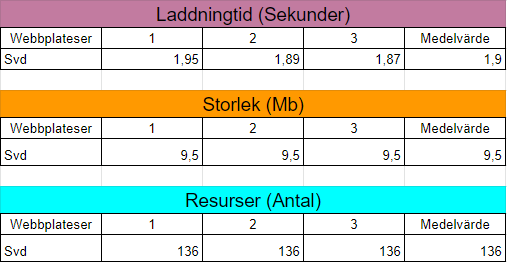 Laddningtid (Sekunder)
Webbplateser 1 2 3 Medelvärde
Svd 1,95 1,89 1,87 1,9
Storlek (Mb)
Webbplateser 1 2 3 Medelvärde
Svd 9,5 9,5 9,5 9,5
Resurser (Antal)
Webbplateser 1 2 3 Medelvärde
Svd 136 136 136 136